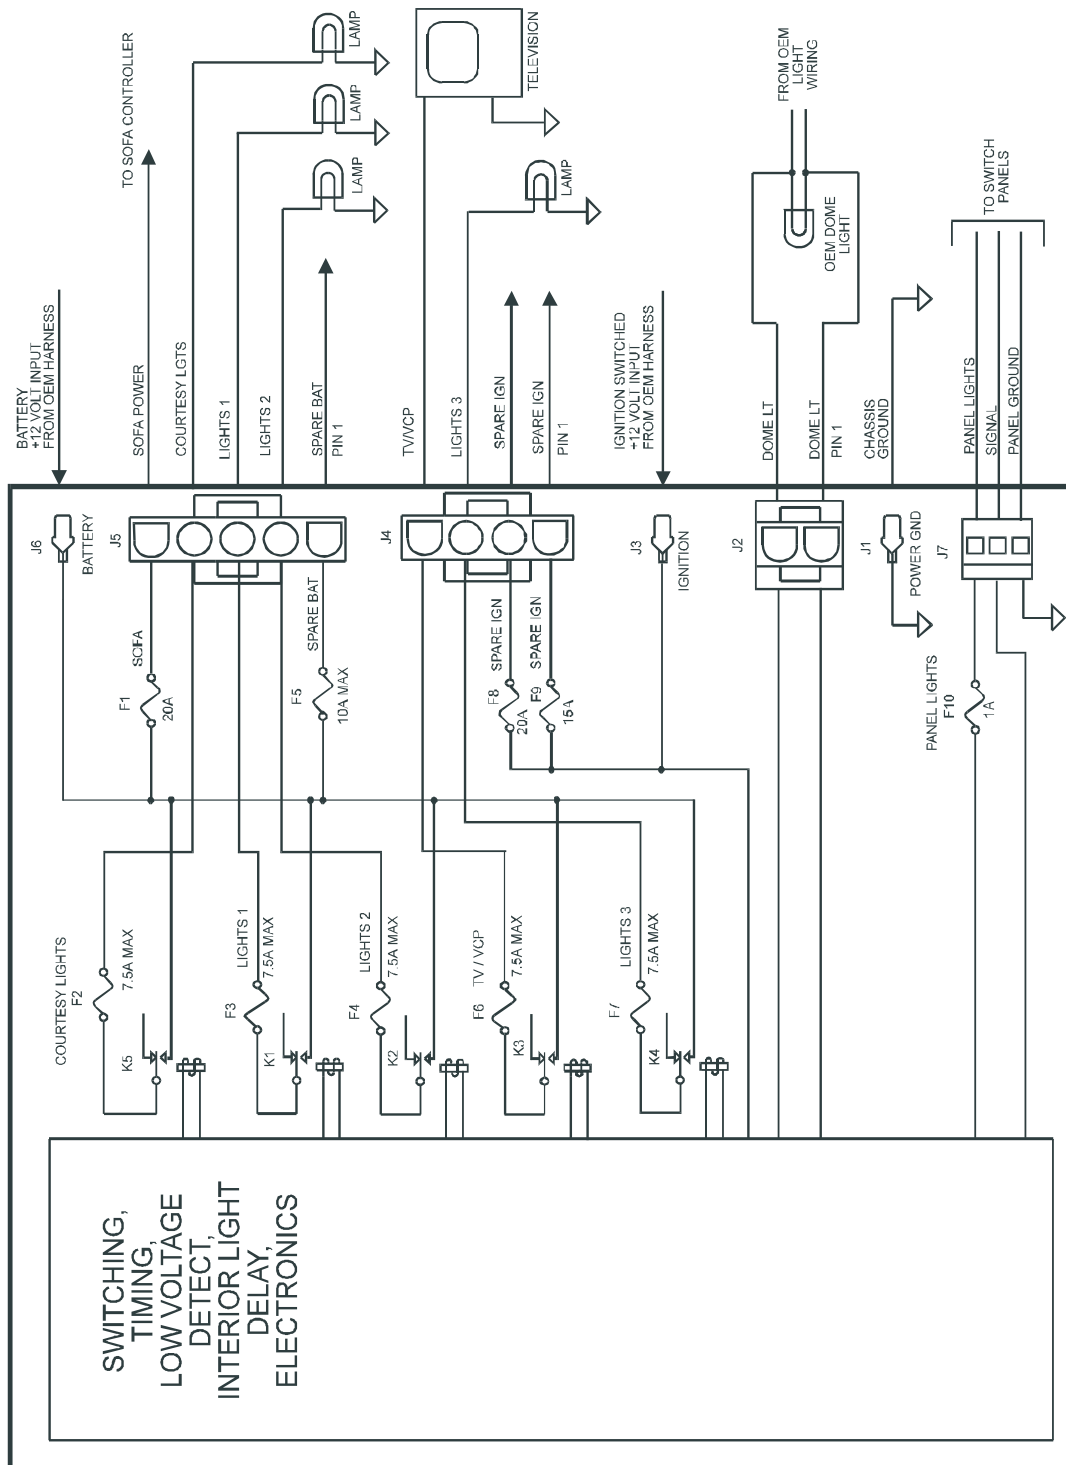 TO SOFA CONTROLLER
LAMP
LAMP
LAMP
TELEVISION
LAMP
FROM OEM
LIGHT
WIRING
OEM DOME
LIGHT
TO SWITCH
PANELS
BATTERY
+12 VOLT INPUT
FROM OEM HARNESS
SOFA POWER
COURTESY LGTS
LIGHTS 1
LIGHTS 2
SPARE BAT
PIN 1
TV/VCP
LIGHTS 3
SPARE IGN
SPARE IGN
PIN 1
IGNITION SWITCHED
+12 VOLT INPUT
FROM OEM HARNESS
DOME LT
DOME LT
PIN 1
CHASSIS
GROUND
PANEL LIGHTS
SIGNAL
PANEL GROUND
J6
BATTERY
J5
J4
J3
IGNITION
J2
J1
POWER GND
J7
SOFA
F1
20A
SPARE BAT
F5
10A MAX
SPARE IGN
F8
20A
SPARE IGN
F9
15A
PANEL LIGHTS
F10
1A
COURTESY LIGHTS
F2
7.5A MAX
K5
LIGHTS 1
F3
7.5A MAX
K1
LIGHTS 2
F4
7.5A MAX
K2
TV / VCP
F6
7.5A MAX
K3
LIGHTS 3
F7
7.5A MAX
K4
SWITCHING,
TIMING,
LOW VOLTAGE
DETECT,
INTERIOR LIGHT
DELAY,
ELECTRONICS